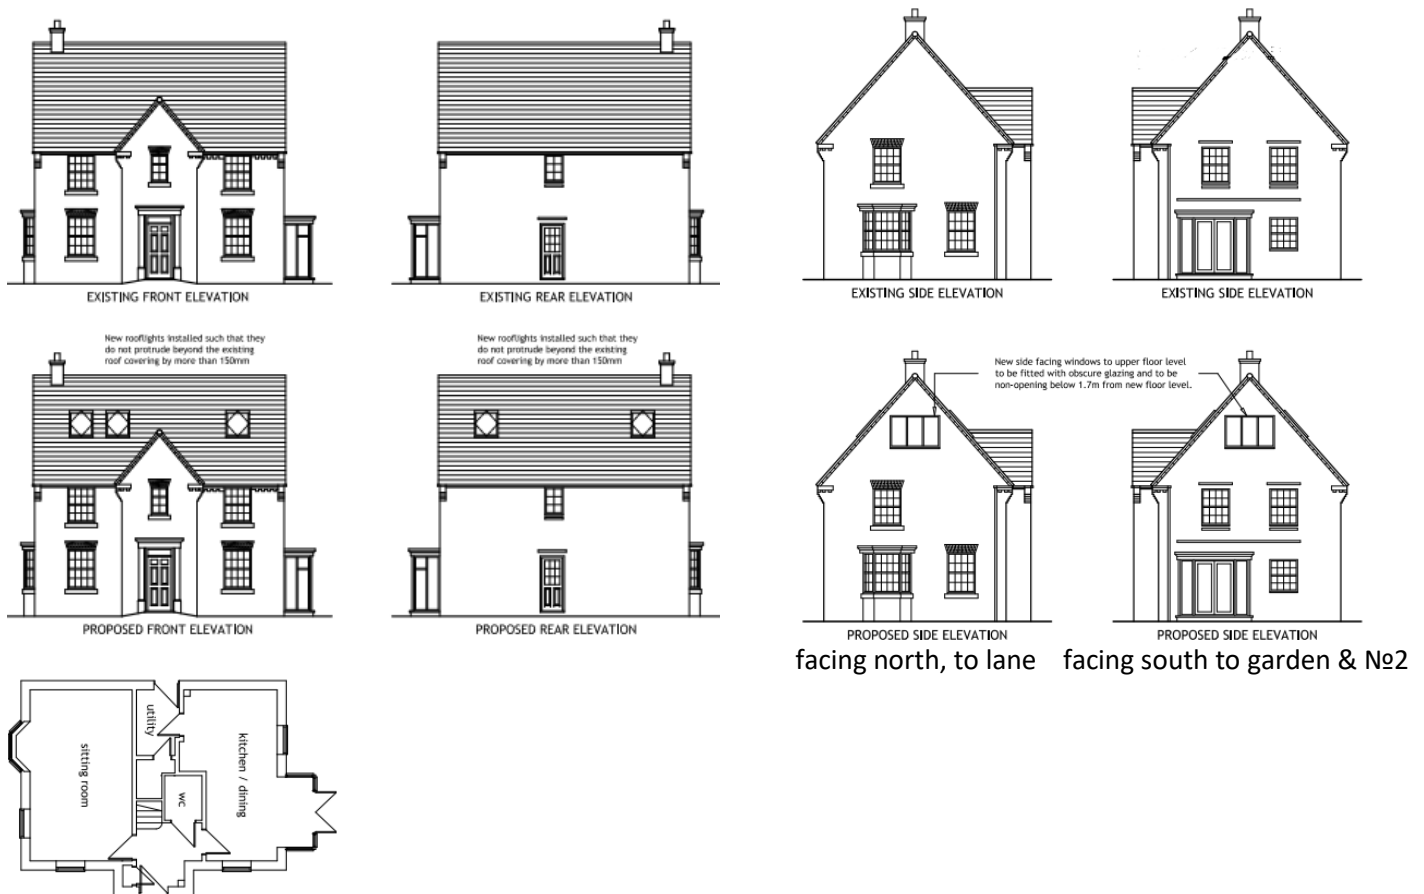 EXISTING FRONT ELEVATION
EXISTING REAR ELEVATION
EXISTING SIDE ELEVATION
EXISTING SIDE ELEVATION
New rooflights installed such that they
do not protrude beyond the existing
roof covering by more than 150mm
New rooflights installed such that they
do not protrude beyond the existing
roof covering by more than 150mm
New side facing windows to upper floor level
to be fitted with obscure glazing and to be
non-opening below 1.7m from new floor level.
PROPOSED FRONT ELEVATION
PROPOSED REAR ELEVATION
PROPOSED SIDE ELEVATION
PROPOSED SIDE ELEVATION
facing north, to lane
facing south to garden & №2
sitting room
utility
wc
kitchen / dining